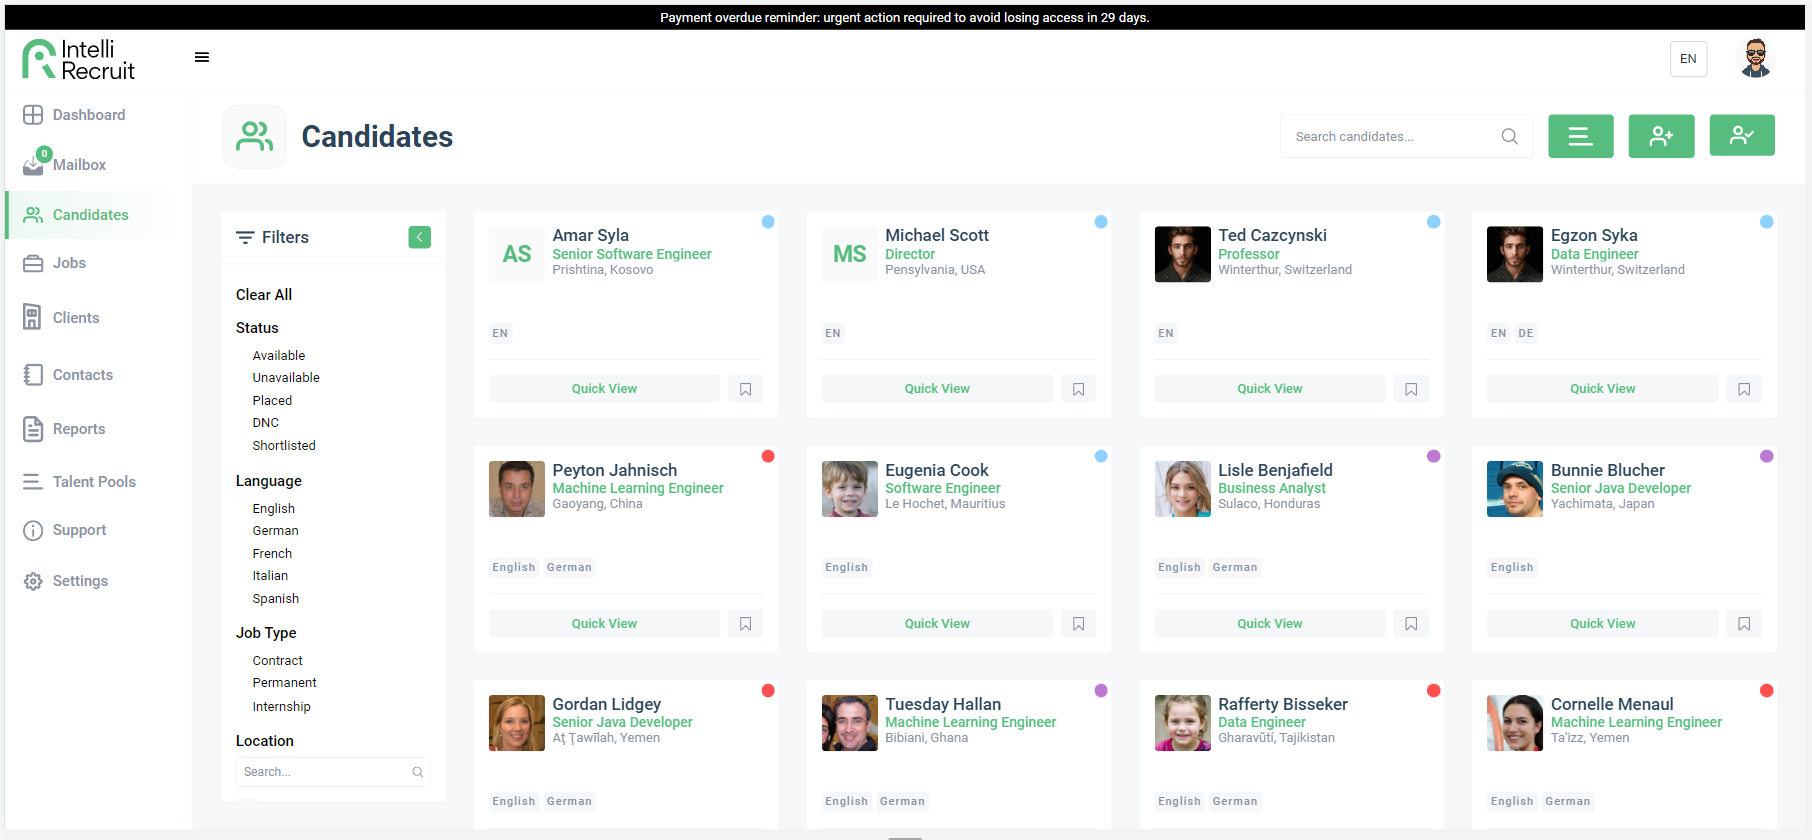 Payment overdue reminder: urgent action required to avoid losing access in 29 days.
Intelli
Recruit
EN
Dashboard
0
Mailbox
Candidates
Jobs
Clients
Contacts
Reports
Talent Pools
Support
Settings
Candidates
Search candidates...
Filters
Clear All
Status
Available
Unavailable
Placed
DNC
Shortlisted
Language
English
German
French
Italian
Spanish
Job Type
Contract
Permanent
Internship
Location
Search...
AS
Amar Syla
Senior Software Engineer
Prishtina, Kosovo
EN
Quick View
MS
Michael Scott
Director
Pensylvania, USA
EN
Quick View
Ted Cazcynski
Professor
Winterthur, Switzerland
EN
Quick View
Egzon Syka
Data Engineer
Winterthur, Switzerland
EN DE
Quick View
Peyton Jahnisch
Machine Learning Engineer
Gaoyang, China
English German
Quick View
Eugenia Cook
Software Engineer
Le Hochet, Mauritius
English
Quick View
Lisle Benjafield
Business Analyst
Sulaco, Honduras
English German
Quick View
Bunnie Blucher
Senior Java Developer
Yachimata, Japan
English
Quick View
Gordan Lidgey
Senior Java Developer
Aţ Ţawīlah, Yemen
English German
Tuesday Hallan
Machine Learning Engineer
Bibiani, Ghana
English German
Rafferty Bisseker
Data Engineer
Gharavŭtí, Tajikistan
English German
Cornelle Menaul
Machine Learning Engineer
Ta‘izz, Yemen
English German